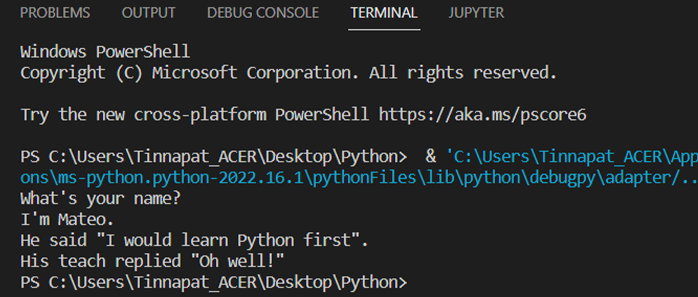 PROBLEMS OUTPUT DEBUG CONSOLE TERMINAL JUPYTER
Windows PowerShell
Copyright (C) Microsoft Corporation. All rights reserved.
Try the new cross-platform PowerShell https://aka.ms/pscore6
PS C:\Users\Tinnapat_ACER\Desktop\Python>  & 'C:\Users\Tinnapat_ACER\App
ons\ms-python.python-2022.16.1\pythonFiles\lib\python\debugpy\adapter/..
What's your name?
I'm Mateo.
He said "I would learn Python first".
His teach replied "Oh well!"
PS C:\Users\Tinnapat_ACER\Desktop\Python>